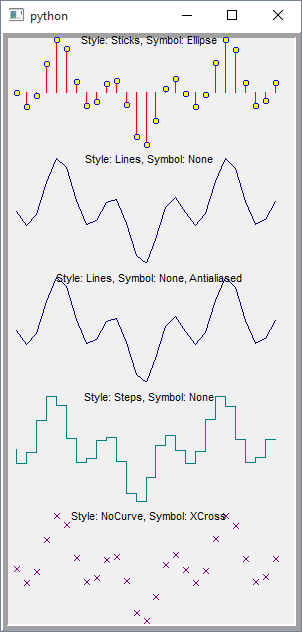 python
Style: Sticks, Symbol: Ellipse
Style: Lines, Symbol: None
Style: Lines, Symbol: None, Antialiased
Style: Steps, Symbol: None
Style: NoCurve, Symbol: XCross